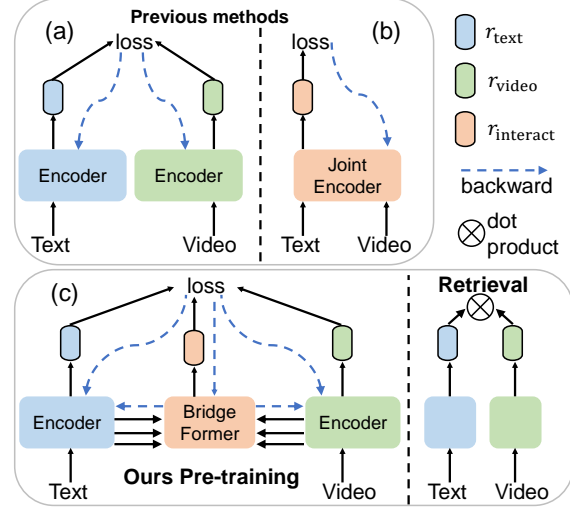 Previous methods
(a)
loss
Encoder
Encoder
Text
Video
(b)
loss
Joint
Encoder
Text
Video
r_text
r_video
r_interact
backward
dot
product
(c)
loss
Encoder
Bridge
Former
Encoder
Ours Pre-training
Text
Video
Retrieval
Text
Video